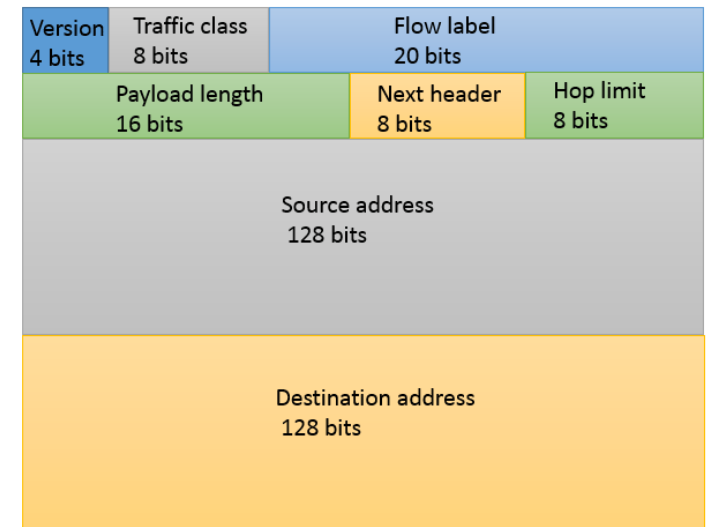 Version
4 bits
Traffic class
8 bits
Flow label
20 bits
Payload length
16 bits
Next header
8 bits
Hop limit
8 bits
Source address
128 bits
Destination address
128 bits